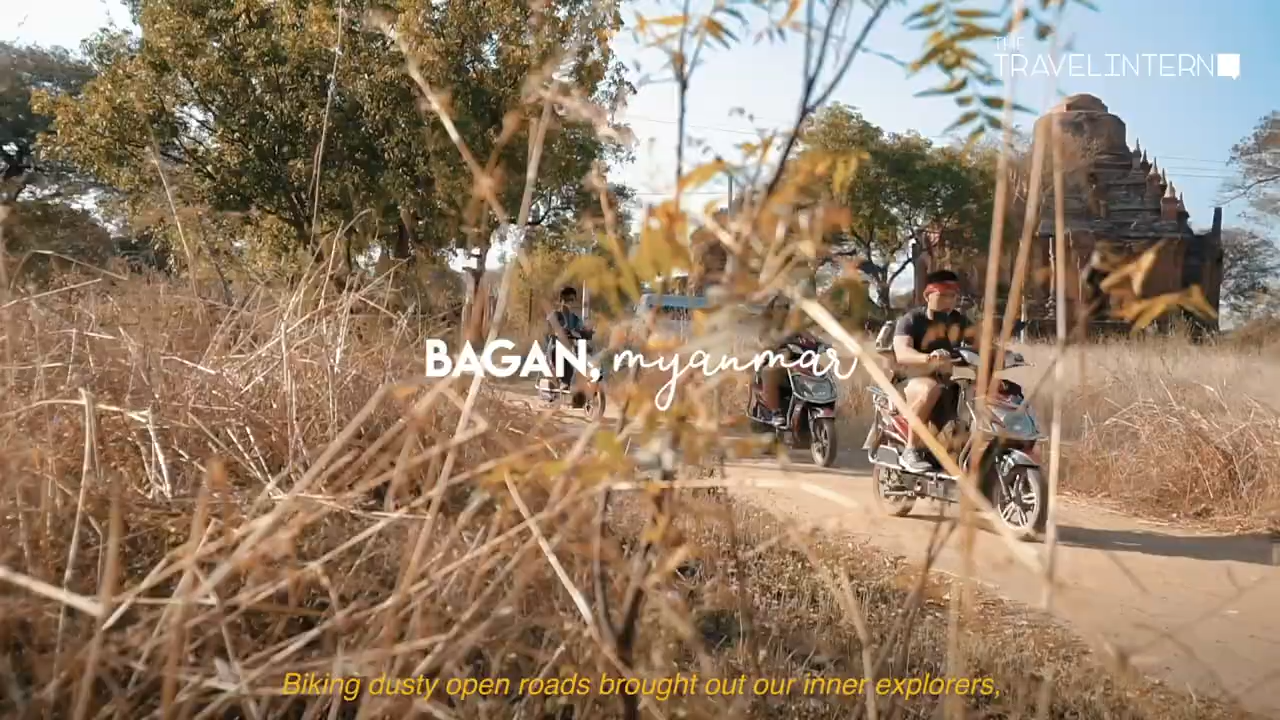 THE
TRAVELINTERN
BAGAN, myanmar
Biking dusty open roads brought out our inner explorers,